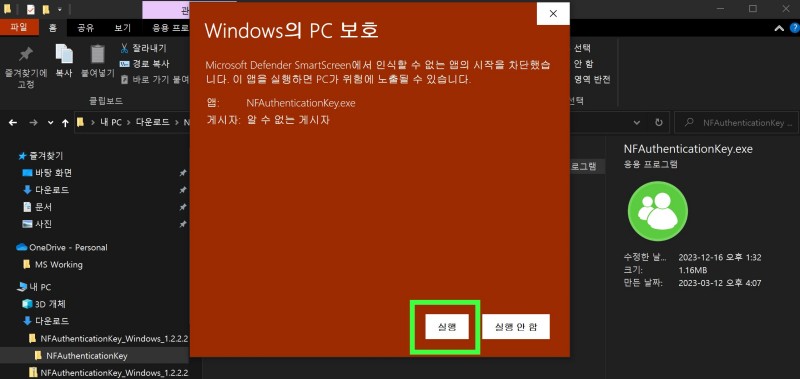 관
파일
홈
공유
보기
응용 프로
즐겨찾기에
고정
복사
붙여넣기
잘라내기
경로 복사
바로 가기 붙여
클립보드
선택
안 함
영역 반전
선택
내 PC > 다운로드 > N
NFAuthenticationKey ...
즐겨찾기
바탕 화면
다운로드
문서
사진
OneDrive - Personal
MS Working
내 PC
3D 개체
다운로드
NFAuthenticationKey_Windows_1.2.2.2
NFAuthenticationKey
NFAuthenticationKey_Windows_1.2.2.2
Windows의 PC 보호
Microsoft Defender SmartScreen에서 인식할 수 없는 앱의 시작을 차단했습
니다. 이 앱을 실행하면 PC가 위험에 노출될 수 있습니다.
앱: NFAuthenticationKey.exe
게시자: 알 수 없는 게시자
실행
실행 안 함
로그램
NFAuthenticationKey.exe
응용 프로그램
수정한 날... 2023-12-16 오후 1:32
크기: 1.16MB
만든 날짜: 2023-03-12 오후 4:07